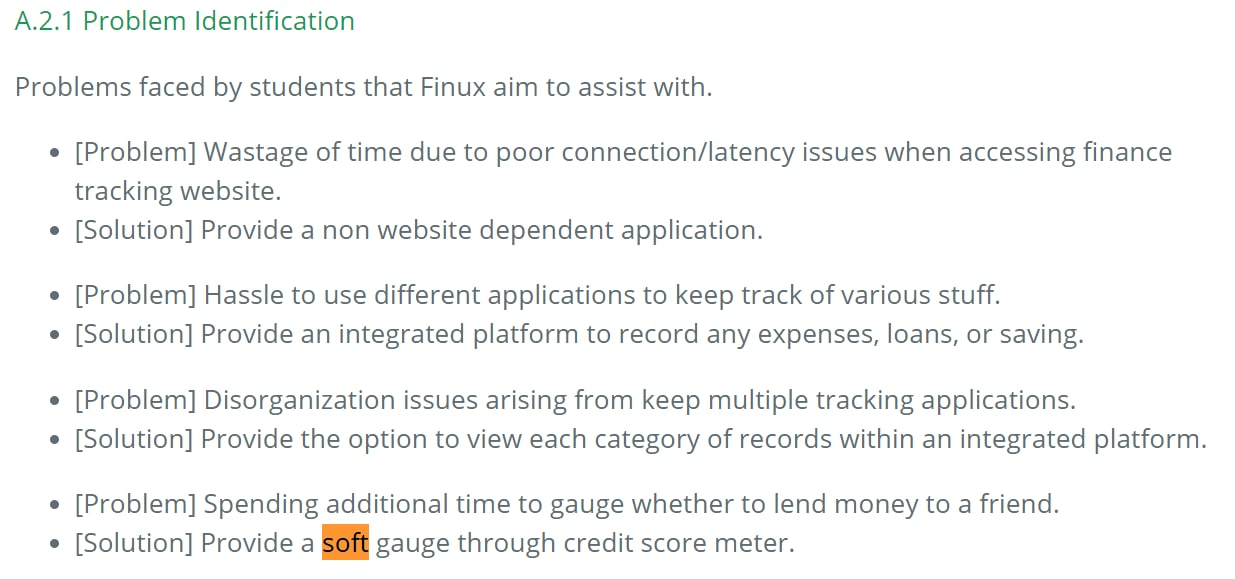 A.2.1 Problem Identification
Problems faced by students that Finux aim to assist with.
• [Problem] Wastage of time due to poor connection/latency issues when accessing finance
tracking website.
• [Solution] Provide a non website dependent application.
• [Problem] Hassle to use different applications to keep track of various stuff.
• [Solution] Provide an integrated platform to record any expenses, loans, or saving.
• [Problem] Disorganization issues arising from keep multiple tracking applications.
• [Solution] Provide the option to view each category of records within an integrated platform.
• [Problem] Spending additional time to gauge whether to lend money to a friend.
• [Solution] Provide a soft gauge through credit score meter.